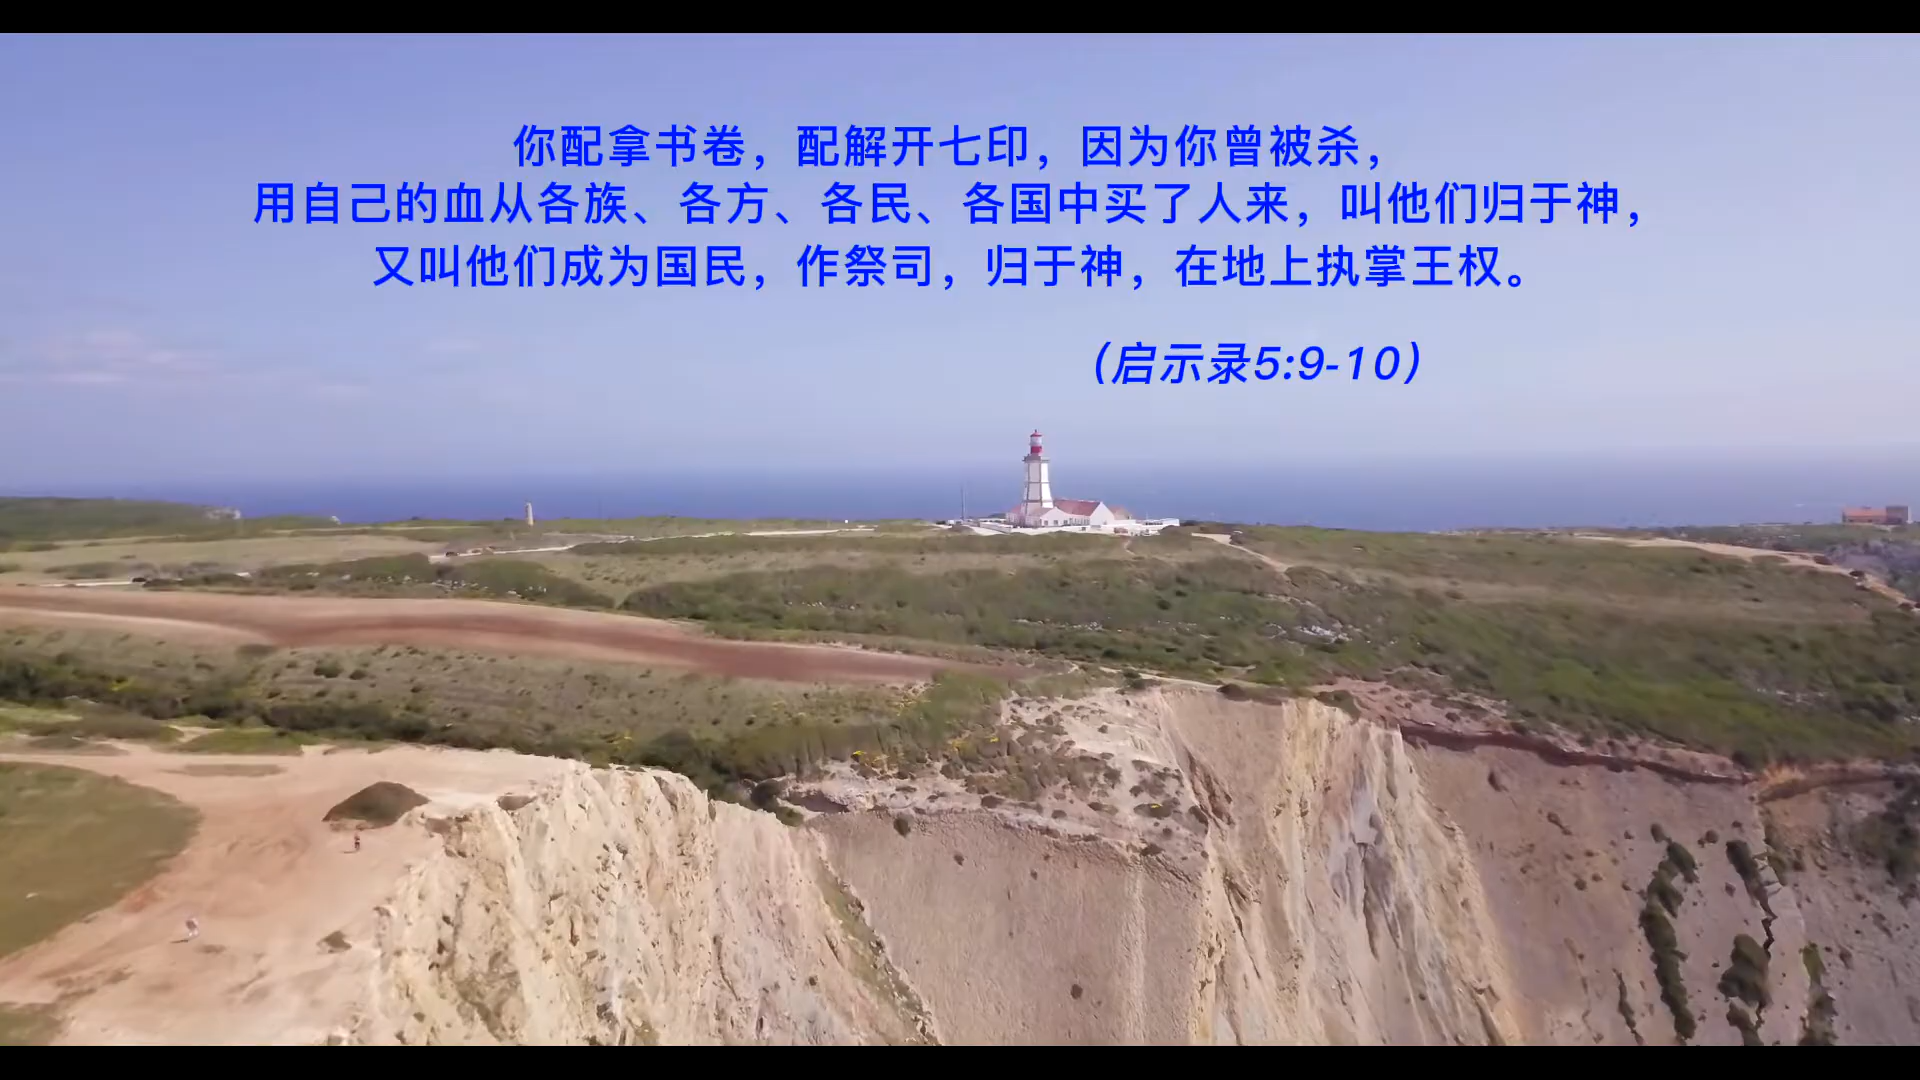 你配拿书卷，配解开七印，因为你曾被杀，
用自己的血从各族、各方、各民、各国中买了人来，叫他们归于神，
又叫他们成为国民，作祭司，归于神，在地上执掌王权。
（启示录5:9-10）